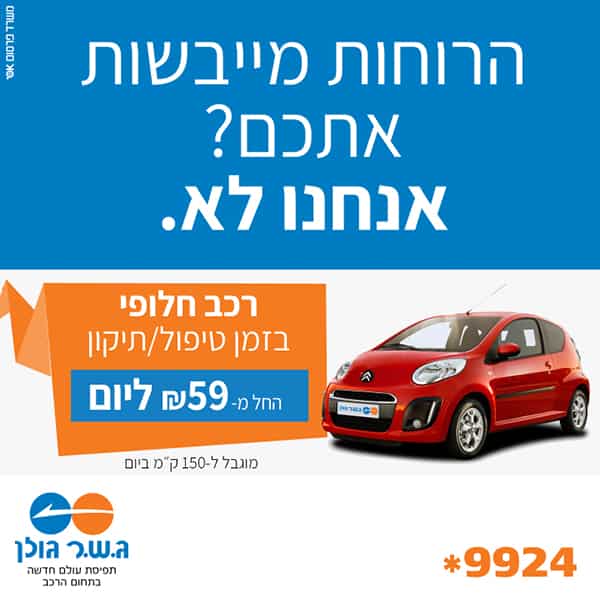 הרוחות מייבשות
אתכם?
אנחנו לא.
רכב חלופי
בזמן טיפול/תיקון
החל מ-59₪ ליום
מוגבל ל-150 ק״מ ביום
ג.ש.ר גולן
תפיסת עולם חדשה
בתחום הרכב
*9924